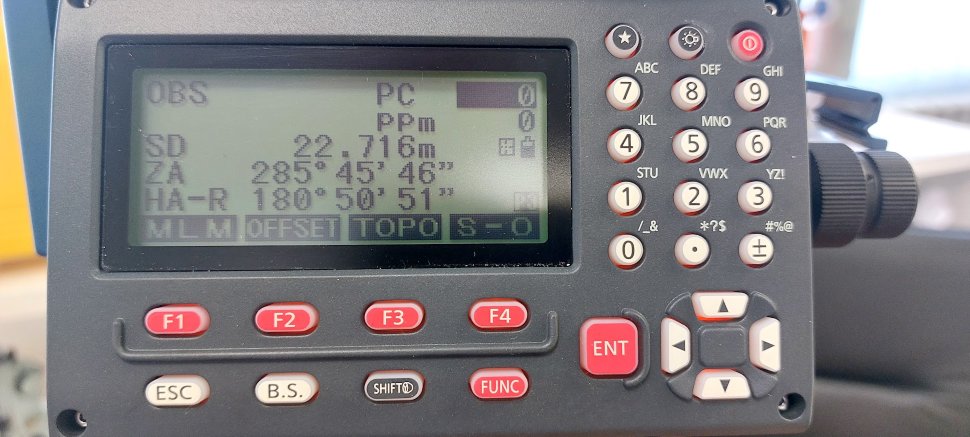 OBS PC 0
ppm 0
SD 22.716m
ZA 285°45'46"
HA-R 180°50'51"
MLM OFFSET TOPO S-O
ABC DEF GHI
7 8 9
JKL MNO PQR
4 5 6
STU VWX YZ!
1 2 3
/_& *?$ #%@
0 • ±
F1 F2 F3 F4
ENT
ESC B.S. SHIFT FUNC